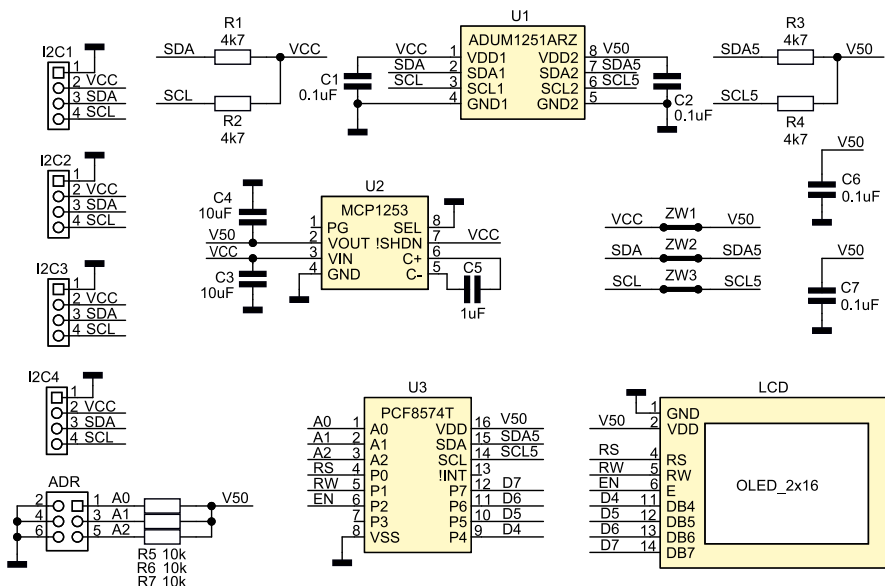 I2C1
1
2 VCC
3 SDA
4 SCL
R1
4k7
SDA
VCC
SCL
R2
4k7
U1
ADUM1251ARZ
VCC 1 VDD1
SDA 2 SDA1
SCL 3 SCL1
4 GND1
VDD2 8 V50
SDA2 7 SDA5
SCL2 6 SCL5
GND2 5
C1
0.1uF
C2
0.1uF
R3
4k7
SDA5
V50
SCL5
R4
4k7
I2C2
1
2 VCC
3 SDA
4 SCL
C4
10uF
V50
VCC
C3
10uF
U2
MCP1253
1 PG
2 VOUT
3 VIN
4 GND
SEL 8
!SHDN 7 VCC
C+ 6
C- 5
C5
1uF
VCC ZW1 V50
SDA ZW2 SDA5
SCL ZW3 SCL5
V50
C6
0.1uF
V50
C7
0.1uF
I2C3
1
2 VCC
3 SDA
4 SCL
I2C4
1
2 VCC
3 SDA
4 SCL
ADR
2 1 A0
4 3 A1
6 5 A2
V50
R5 10k
R6 10k
R7 10k
U3
PCF8574T
A0 1 A0
A1 2 A1
A2 3 A2
RS 4 P0
RW 5 P1
EN 6 P2
7 P3
8 VSS
VDD 16 V50
SDA 15 SDA5
SCL 14 SCL5
!INT 13
P7 12 D7
P6 11 D6
P5 10 D5
P4 9 D4
LCD
1 GND
V50 2 VDD
RS 4 RS
RW 5 RW
EN 6 E
D4 11 DB4
D5 12 DB5
D6 13 DB6
D7 14 DB7
OLED_2x16